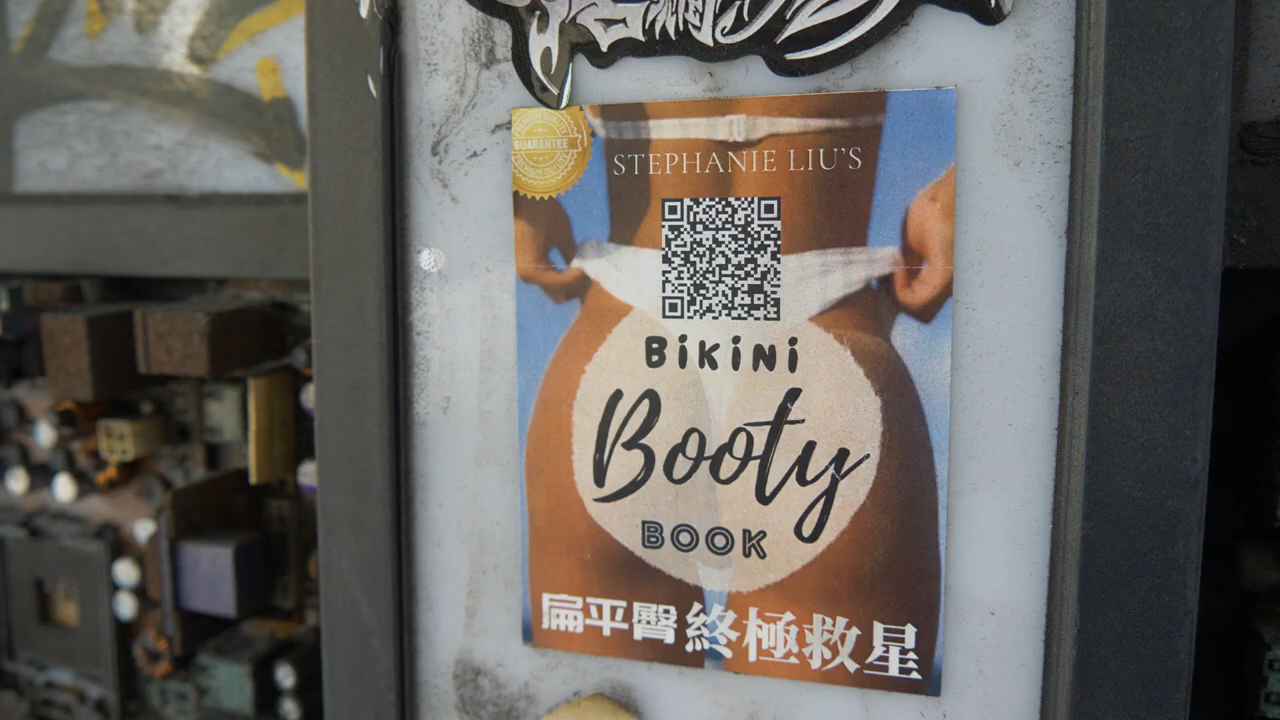 GUARANTEE
STEPHANIE LIU'S
BIKINI
Booty
BOOK
扁平臀終極救星